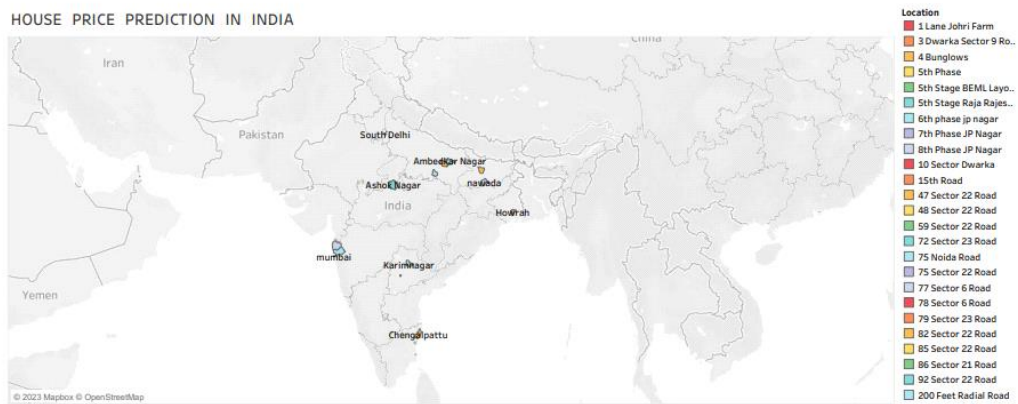 HOUSE PRICE PREDICTION IN INDIA
China
Iran
Pakistan
South Delhi
Ambedkar Nagar
nawada
Ashok Nagar
India
Howrah
mumbai
Karimnagar
Yemen
Chengalpattu
© 2023 Mapbox © OpenStreetMap
Location
1 Lane Johri Farm
3 Dwarka Sector 9 Ro..
4 Bunglows
5th Phase
5th Stage BEML Layo..
5th Stage Raja Rajes..
6th phase jp nagar
7th Phase JP Nagar
8th Phase JP Nagar
10 Sector Dwarka
15th Road
47 Sector 22 Road
48 Sector 22 Road
59 Sector 22 Road
72 Sector 23 Road
75 Noida Road
75 Sector 22 Road
77 Sector 6 Road
78 Sector 6 Road
79 Sector 23 Road
82 Sector 22 Road
85 Sector 22 Road
86 Sector 21 Road
92 Sector 22 Road
200 Feet Radial Road